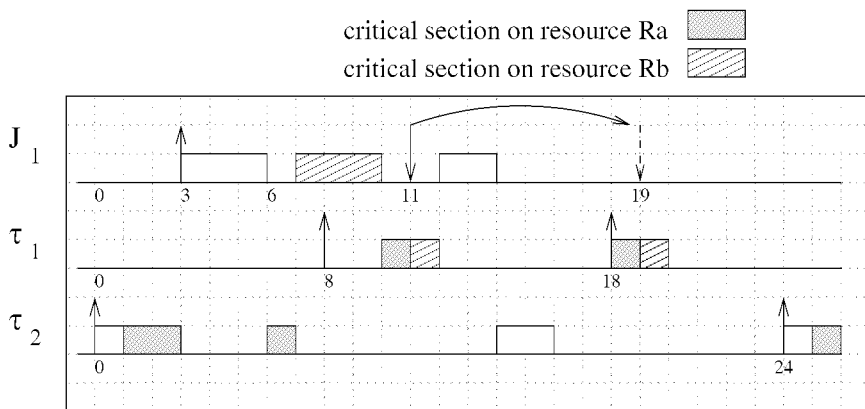 critical section on resource Ra
critical section on resource Rb
J 1
0 3 6 11 19
τ 1
0 8 18
τ 2
0 24